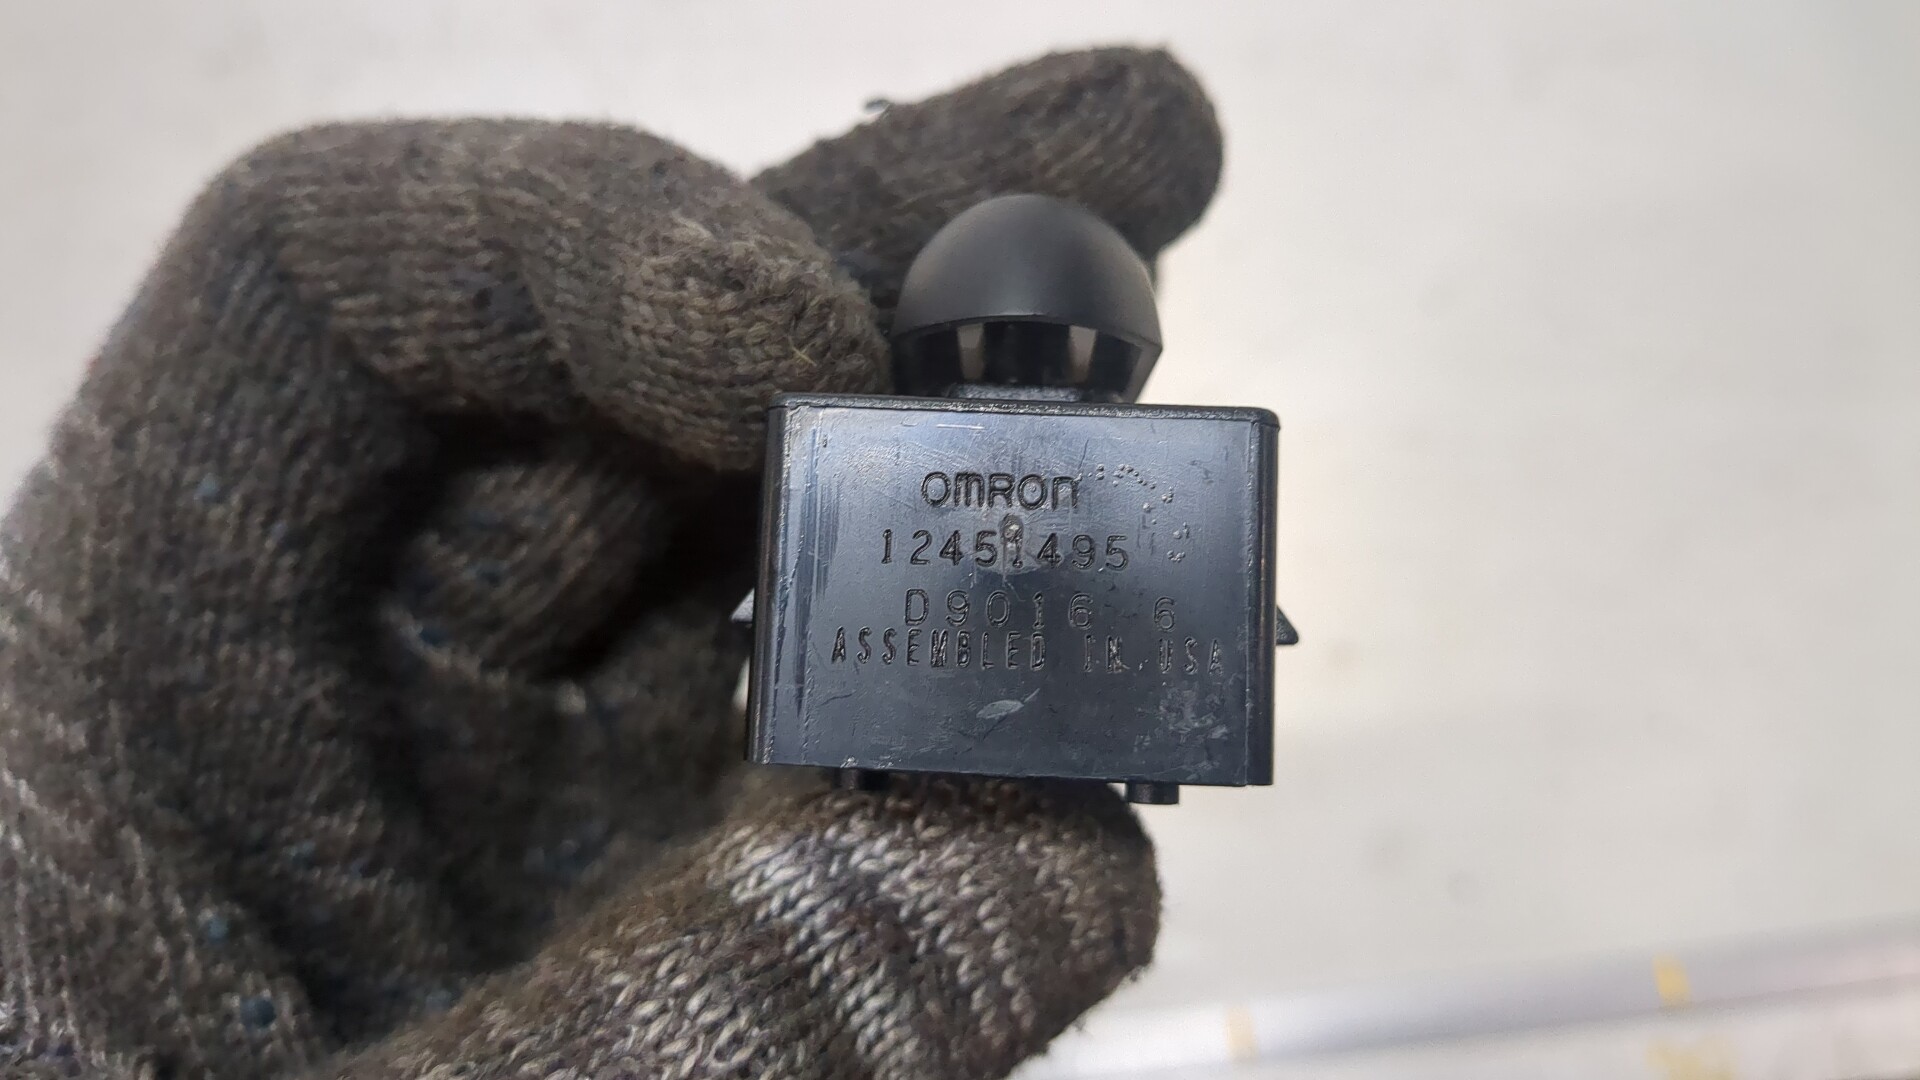 OMRON
12451495
D9016 6
ASSEMBLED IN USA